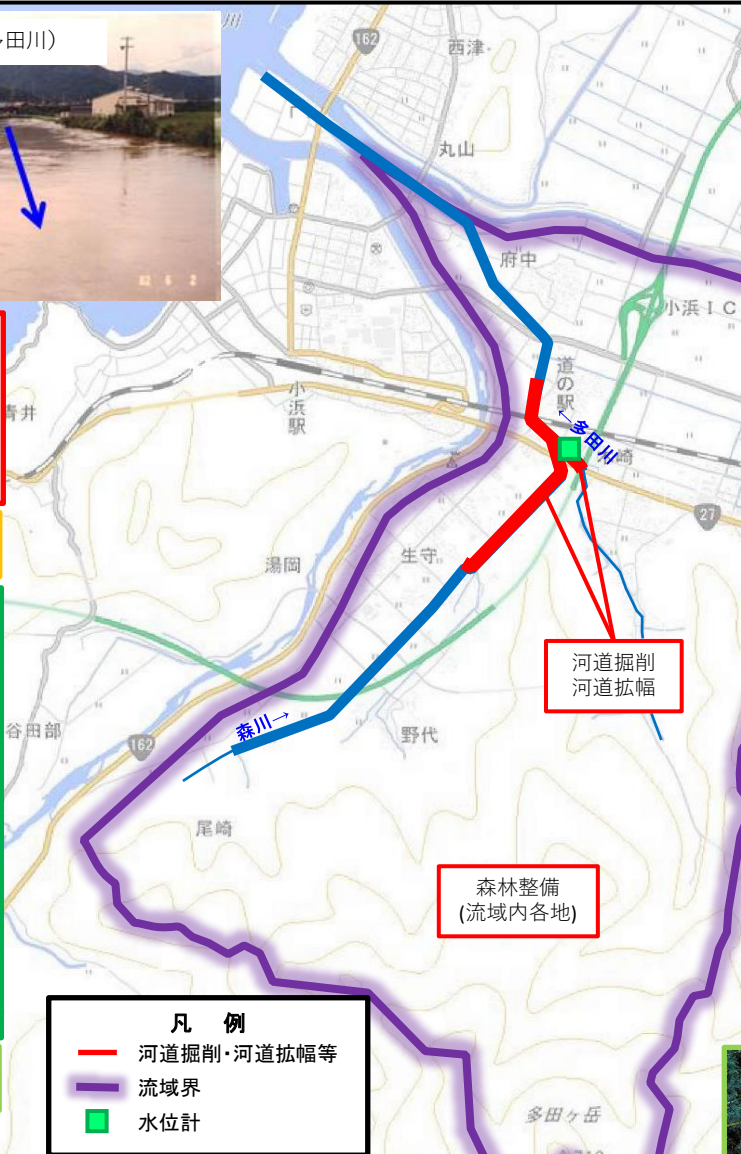 多田川）
82 6 2
162
西津
丸山
府中
小浜ＩＣ
道の駅
小浜駅
青井
←多田川
27
湯岡
生守
河道掘削
河道拡幅
谷田部
162
森川→
野代
尾崎
森林整備
(流域内各地)
凡 例
河道掘削・河道拡幅等
流域界
水位計
多田ヶ岳